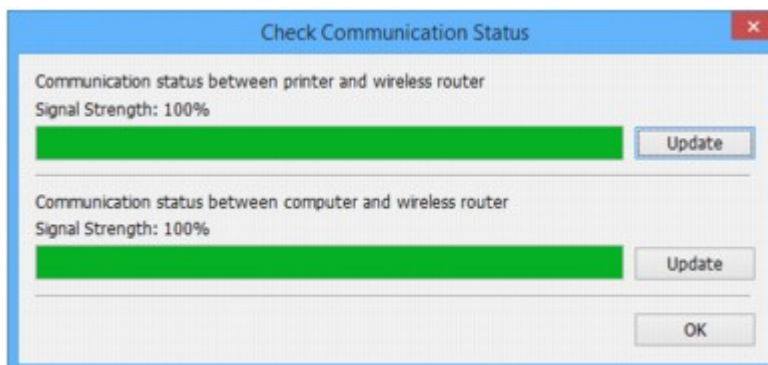 Check Communication Status
Communication status between printer and wireless router
Signal Strength: 100%
Update
Communication status between computer and wireless router
Signal Strength: 100%
Update
OK